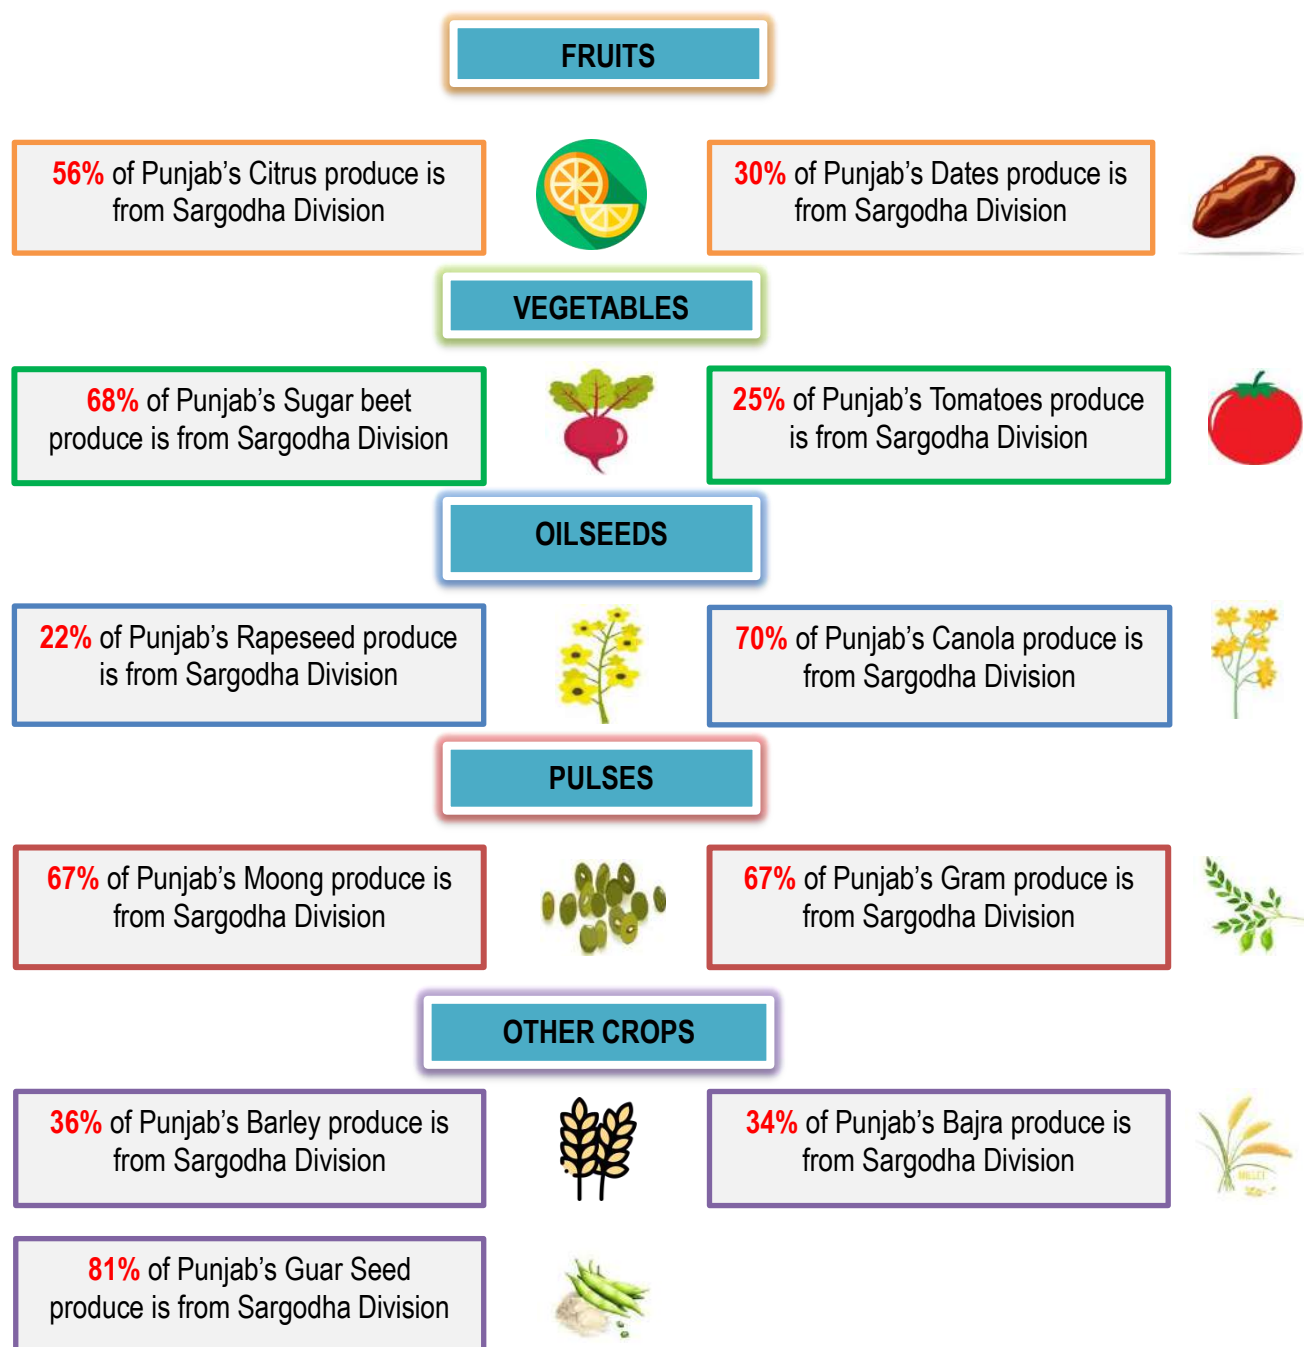 FRUITS
56% of Punjab’s Citrus produce is
from Sargodha Division
30% of Punjab’s Dates produce is
from Sargodha Division
VEGETABLES
68% of Punjab’s Sugar beet
produce is from Sargodha Division
25% of Punjab’s Tomatoes produce
is from Sargodha Division
OILSEEDS
22% of Punjab’s Rapeseed produce
is from Sargodha Division
70% of Punjab’s Canola produce is
from Sargodha Division
PULSES
67% of Punjab’s Moong produce is
from Sargodha Division
67% of Punjab’s Gram produce is
from Sargodha Division
OTHER CROPS
36% of Punjab’s Barley produce is
from Sargodha Division
34% of Punjab’s Bajra produce is
from Sargodha Division
MILLET
81% of Punjab’s Guar Seed
produce is from Sargodha Division